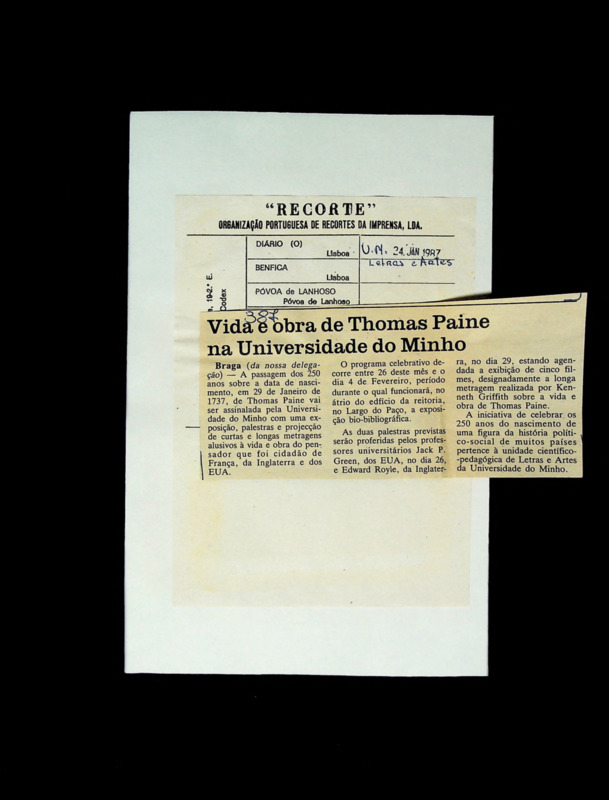 "RECORTE"
ORGANIZAÇÃO PORTUGUESA DE RECORTES DA IMPRENSA, LDA.
DIÁRIO (O)
Lisboa
BENFICA
Lisboa
PÓVOA de LANHOSO
Póvoa de Lanhoso
U.M. 24. JAN 1987
Letras e Artes
19-2.º E.
Codex
387
Vida e obra de Thomas Paine
na Universidade do Minho
Braga (da nossa delega-
ção) — A passagem dos 250
anos sobre a data de nasci-
mento, em 29 de Janeiro de
1737, de Thomas Paine vai
ser assinalada pela Universi-
dade do Minho com uma ex-
posição, palestras e projecção
de curtas e longas metragens
alusivos à vida e obra do pen-
sador que foi cidadão de
França, da Inglaterra e dos
EUA.
O programa celebrativo de-
corre entre 26 deste mês e o
dia 4 de Fevereiro, período
durante o qual funcionará, no
átrio do edifício da reitoria,
no Largo do Paço, a exposi-
ção bio-bibliográfica.
As duas palestras previstas
serão proferidas pelos profes-
sores universitários Jack P.
Green, dos EUA, no dia 26,
e Edward Royle, da Inglater-
ra, no dia 29, estando agen-
dada a exibição de cinco fil-
mes, designadamente a longa
metragem realizada por Ken-
neth Griffith sobre a vida e
obra de Thomas Paine.
A iniciativa de celebrar os
250 anos do nascimento de
uma figura da história políti-
co-social de muitos países
pertence à unidade científico-
-pedagógica de Letras e Artes
da Universidade do Minho.